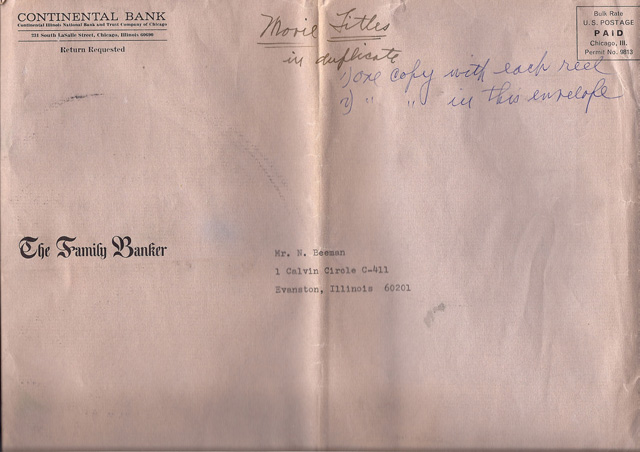 CONTINENTAL BANK
Continental Illinois National Bank and Trust Company of Chicago
231 South LaSalle Street, Chicago, Illinois 60690
Return Requested
Movie Titles
in duplicate
1) one copy with each reel
2) " " in this envelope
Bulk Rate
U.S. POSTAGE
PAID
Chicago, Ill.
Permit No. 9813
The Family Banker
Mr. N. Beeman
1 Calvin Circle C-411
Evanston, Illinois 60201